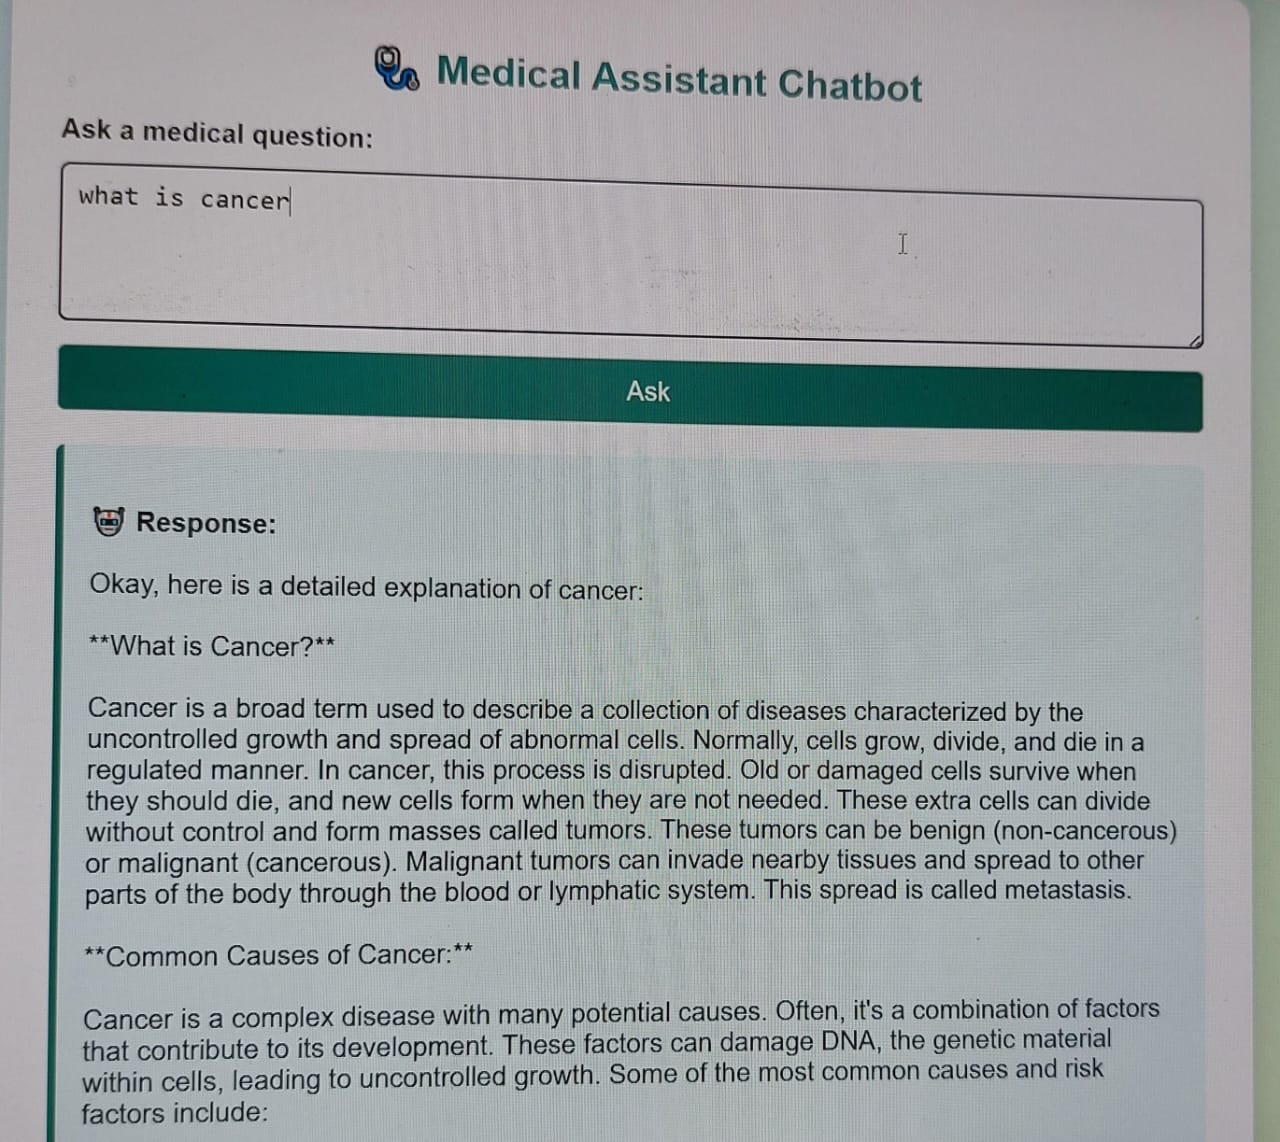 Medical Assistant Chatbot
Ask a medical question:
what is cancer
Ask
Response:
Okay, here is a detailed explanation of cancer:
**What is Cancer?**
Cancer is a broad term used to describe a collection of diseases characterized by the
uncontrolled growth and spread of abnormal cells. Normally, cells grow, divide, and die in a
regulated manner. In cancer, this process is disrupted. Old or damaged cells survive when
they should die, and new cells form when they are not needed. These extra cells can divide
without control and form masses called tumors. These tumors can be benign (non-cancerous)
or malignant (cancerous). Malignant tumors can invade nearby tissues and spread to other
parts of the body through the blood or lymphatic system. This spread is called metastasis.
**Common Causes of Cancer:**
Cancer is a complex disease with many potential causes. Often, it's a combination of factors
that contribute to its development. These factors can damage DNA, the genetic material
within cells, leading to uncontrolled growth. Some of the most common causes and risk
factors include: